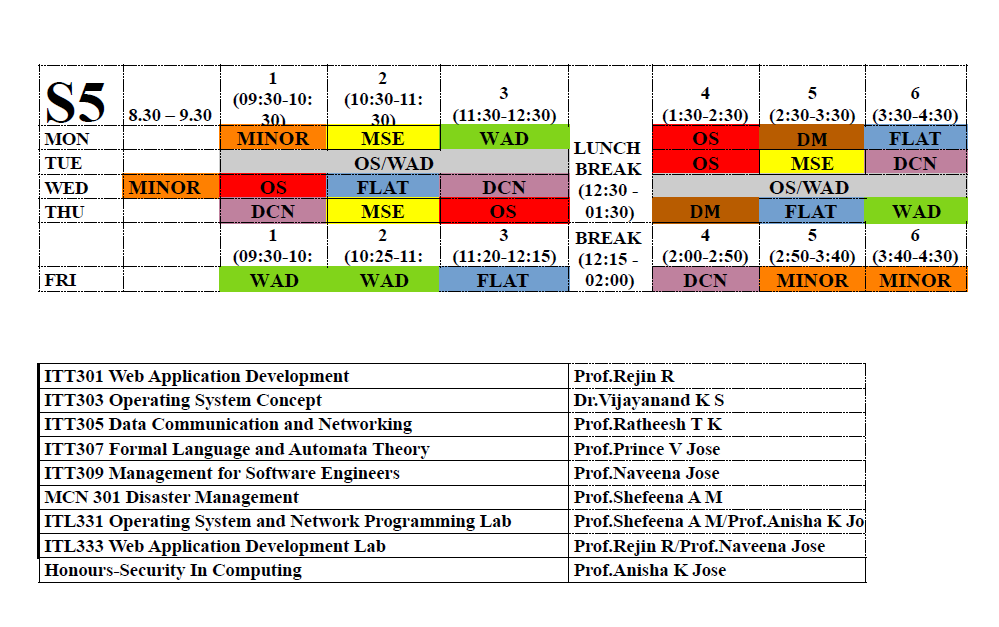 S5
8.30 – 9.30
1
(09:30-10:
30)
2
(10:30-11:
30)
3
(11:30-12:30)
LUNCH
BREAK
(12:30 -
01:30)
4
(1:30-2:30)
5
(2:30-3:30)
6
(3:30-4:30)
MON MINOR MSE WAD OS DM FLAT
TUE OS/WAD OS MSE DCN
WED MINOR OS FLAT DCN OS/WAD
THU DCN MSE OS DM FLAT WAD
1
(09:30-10:
2
(10:25-11:
3
(11:20-12:15)
BREAK
(12:15 -
02:00)
4
(2:00-2:50)
5
(2:50-3:40)
6
(3:40-4:30)
FRI WAD WAD FLAT DCN MINOR MINOR
ITT301 Web Application Development Prof.Rejin R
ITT303 Operating System Concept Dr.Vijayanand K S
ITT305 Data Communication and Networking Prof.Ratheesh T K
ITT307 Formal Language and Automata Theory Prof.Prince V Jose
ITT309 Management for Software Engineers Prof.Naveena Jose
MCN 301 Disaster Management Prof.Shefeena A M
ITL331 Operating System and Network Programming Lab Prof.Shefeena A M/Prof.Anisha K Jo
ITL333 Web Application Development Lab Prof.Rejin R/Prof.Naveena Jose
Honours-Security In Computing Prof.Anisha K Jose